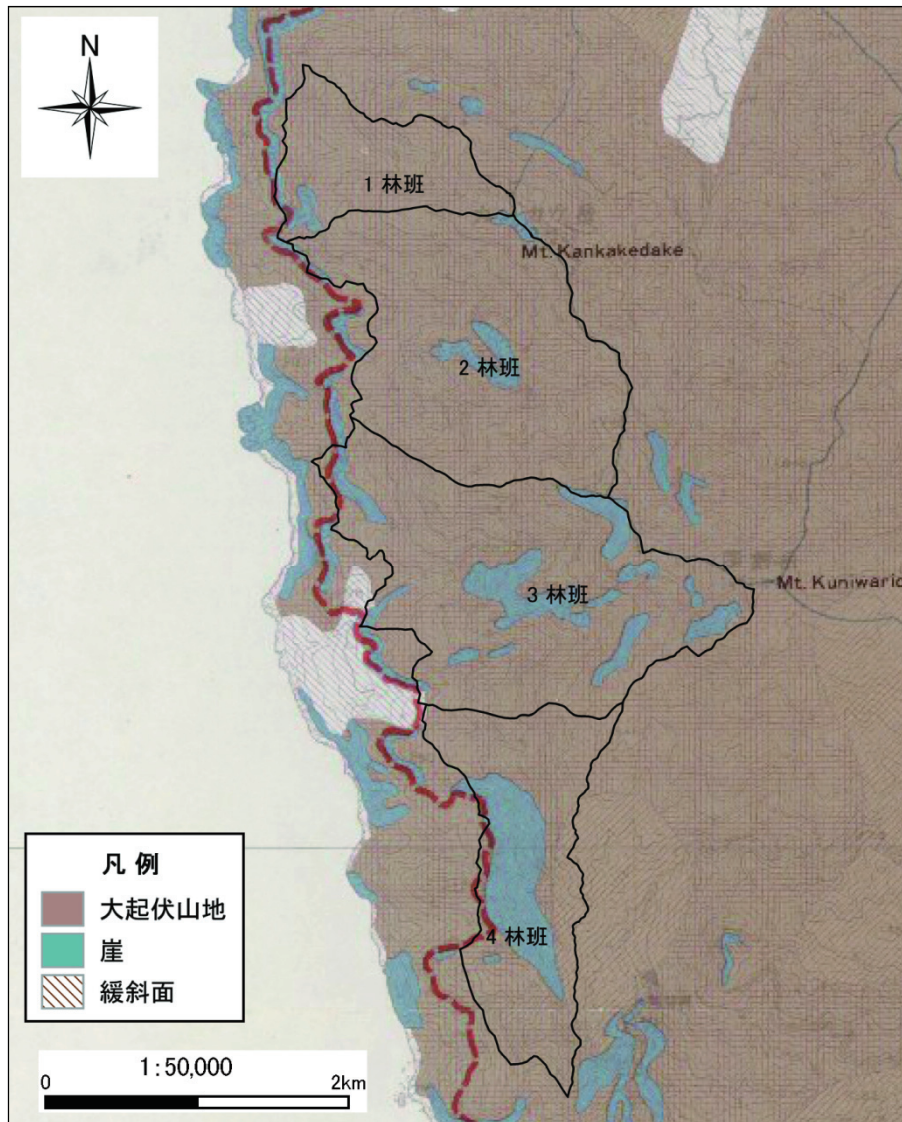 N
1 林班
Mt. Kankakedake
2 林班
3 林班
Mt. Kuniwarid
4 林班
凡 例
大起伏山地
崖
緩斜面
1:50,000
0
2km